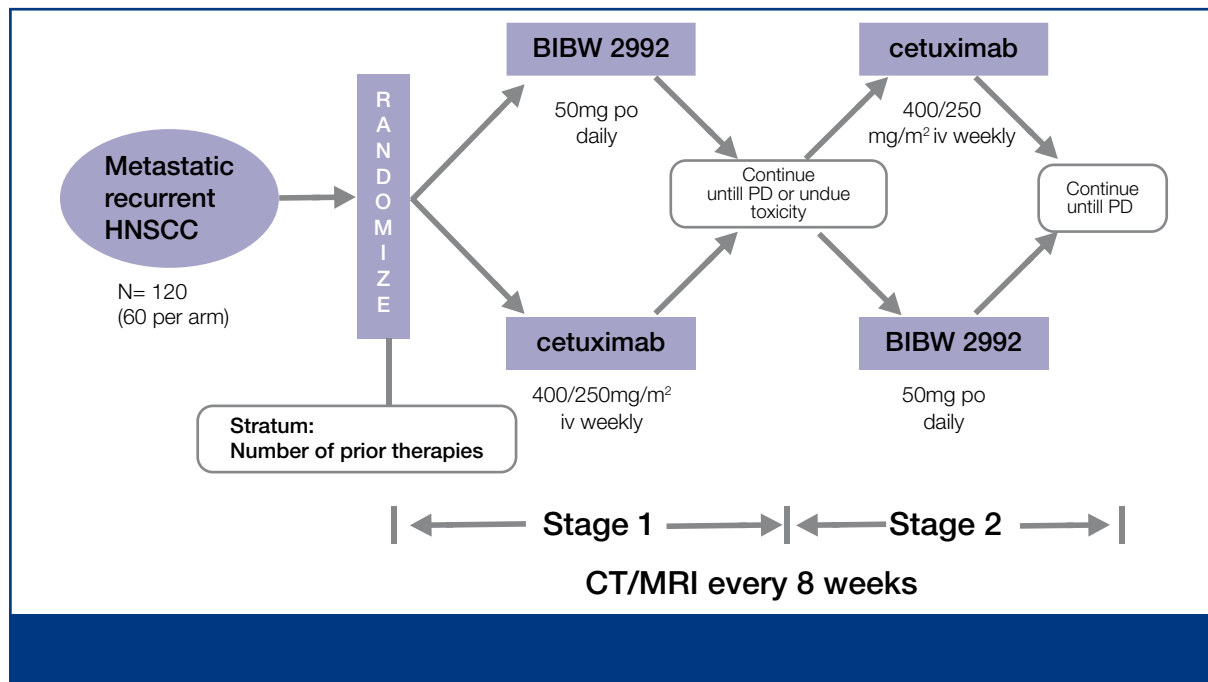 BIBW 2992
50mg po
daily
cetuximab
400/250
mg/m² iv weekly
RANDOMIZE
Metastatic
recurrent
HNSCC
N= 120
(60 per arm)
Continue
untill PD or undue
toxicity
Continue
untill PD
cetuximab
400/250mg/m²
iv weekly
BIBW 2992
50mg po
daily
Stratum:
Number of prior therapies
Stage 1
Stage 2
CT/MRI every 8 weeks